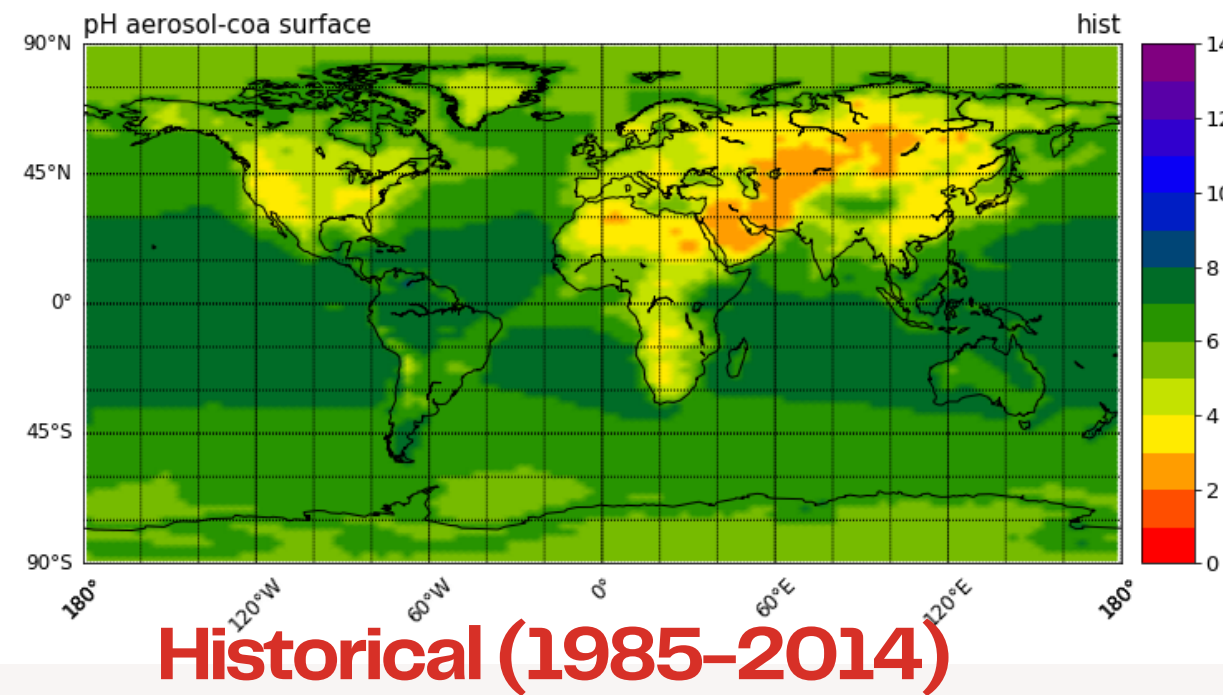 pH aerosol-coa surface hist
90°N
45°N
0°
45°S
90°S
180° 120°W 60°W 0° 60°E 120°E 180°
14
12
10
8
6
4
2
0
Historical (1985–2014)